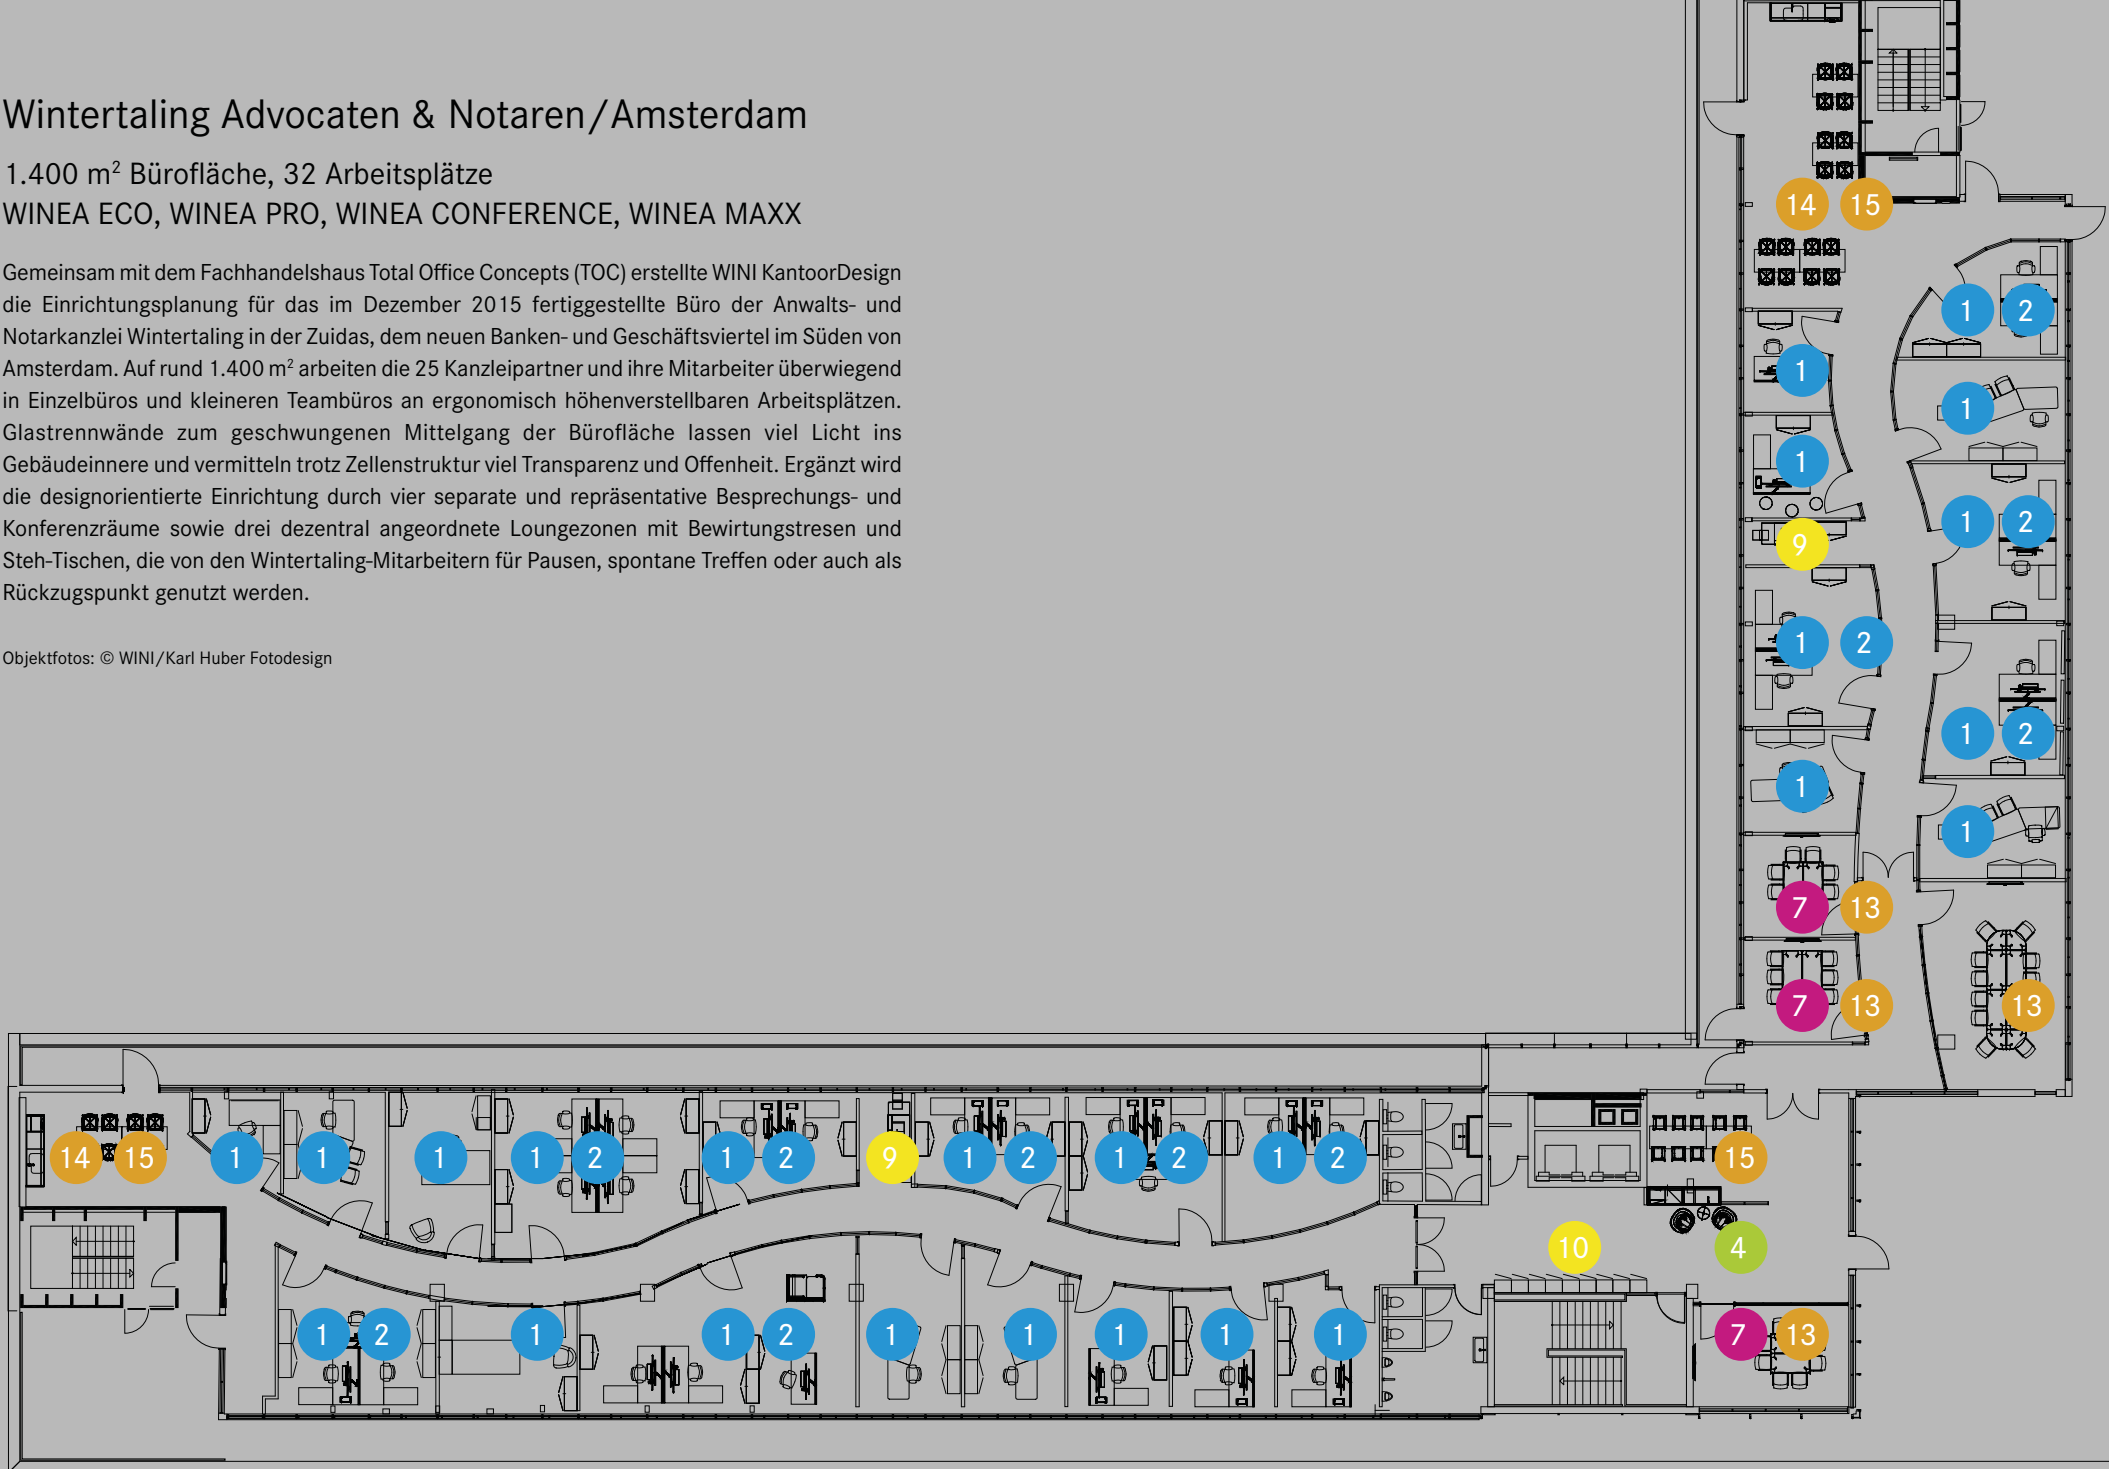 Wintertaling Advocaten & Notaren/Amsterdam
1.400 m² Bürofläche, 32 Arbeitsplätze
WINEA ECO, WINEA PRO, WINEA CONFERENCE, WINEA MAXX
Gemeinsam mit dem Fachhandelshaus Total Office Concepts (TOC) erstellte WINI KantoorDesign
die Einrichtungsplanung für das im Dezember 2015 fertiggestellte Büro der Anwalts- und
Notarkanzlei Wintertaling in der Zuidas, dem neuen Banken- und Geschäftsviertel im Süden von
Amsterdam. Auf rund 1.400 m² arbeiten die 25 Kanzleipartner und ihre Mitarbeiter überwiegend
in Einzelbüros und kleineren Teambüros an ergonomisch höhenverstellbaren Arbeitsplätzen.
Glastrennwände zum geschwungenen Mittelgang der Bürofläche lassen viel Licht ins
Gebäudeinnere und vermitteln trotz Zellenstruktur viel Transparenz und Offenheit. Ergänzt wird
die designorientierte Einrichtung durch vier separate und repräsentative Besprechungs- und
Konferenzräume sowie drei dezentral angeordnete Loungezonen mit Bewirtungstresen und
Steh-Tischen, die von den Wintertaling-Mitarbeitern für Pausen, spontane Treffen oder auch als
Rückzugspunkt genutzt werden.
Objektfotos: © WINI/Karl Huber Fotodesign
14 15
1 2
1
1
1
1 2
9
1 2
1 2
1
1
7 13
7 13 13
14 15 1 1 1 1 2 1 2 9 1 2 1 2 1 2 15
10 4
1 2 1 1 2 1 1 1 1 1 7 13